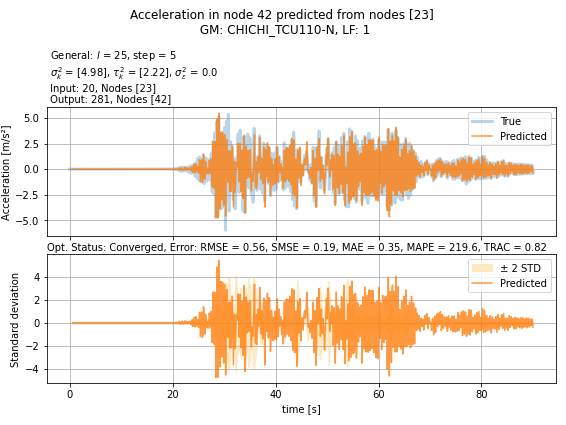 Acceleration in node 42 predicted from nodes [23]
GM: CHICHI_TCU110-N, LF: 1
General: l = 25, step = 5
σ²ₖ = [4.98], τ²ₖ = [2.22], σ²ε = 0.0
Input: 20, Nodes [23]
Output: 281, Nodes [42]
Acceleration [m/s²]
5.0
2.5
0.0
−2.5
−5.0
True
Predicted
Opt. Status: Converged, Error: RMSE = 0.56, SMSE = 0.19, MAE = 0.35, MAPE = 219.6, TRAC = 0.82
Standard deviation
4
2
0
−2
−4
± 2 STD
Predicted
0 20 40 60 80
time [s]